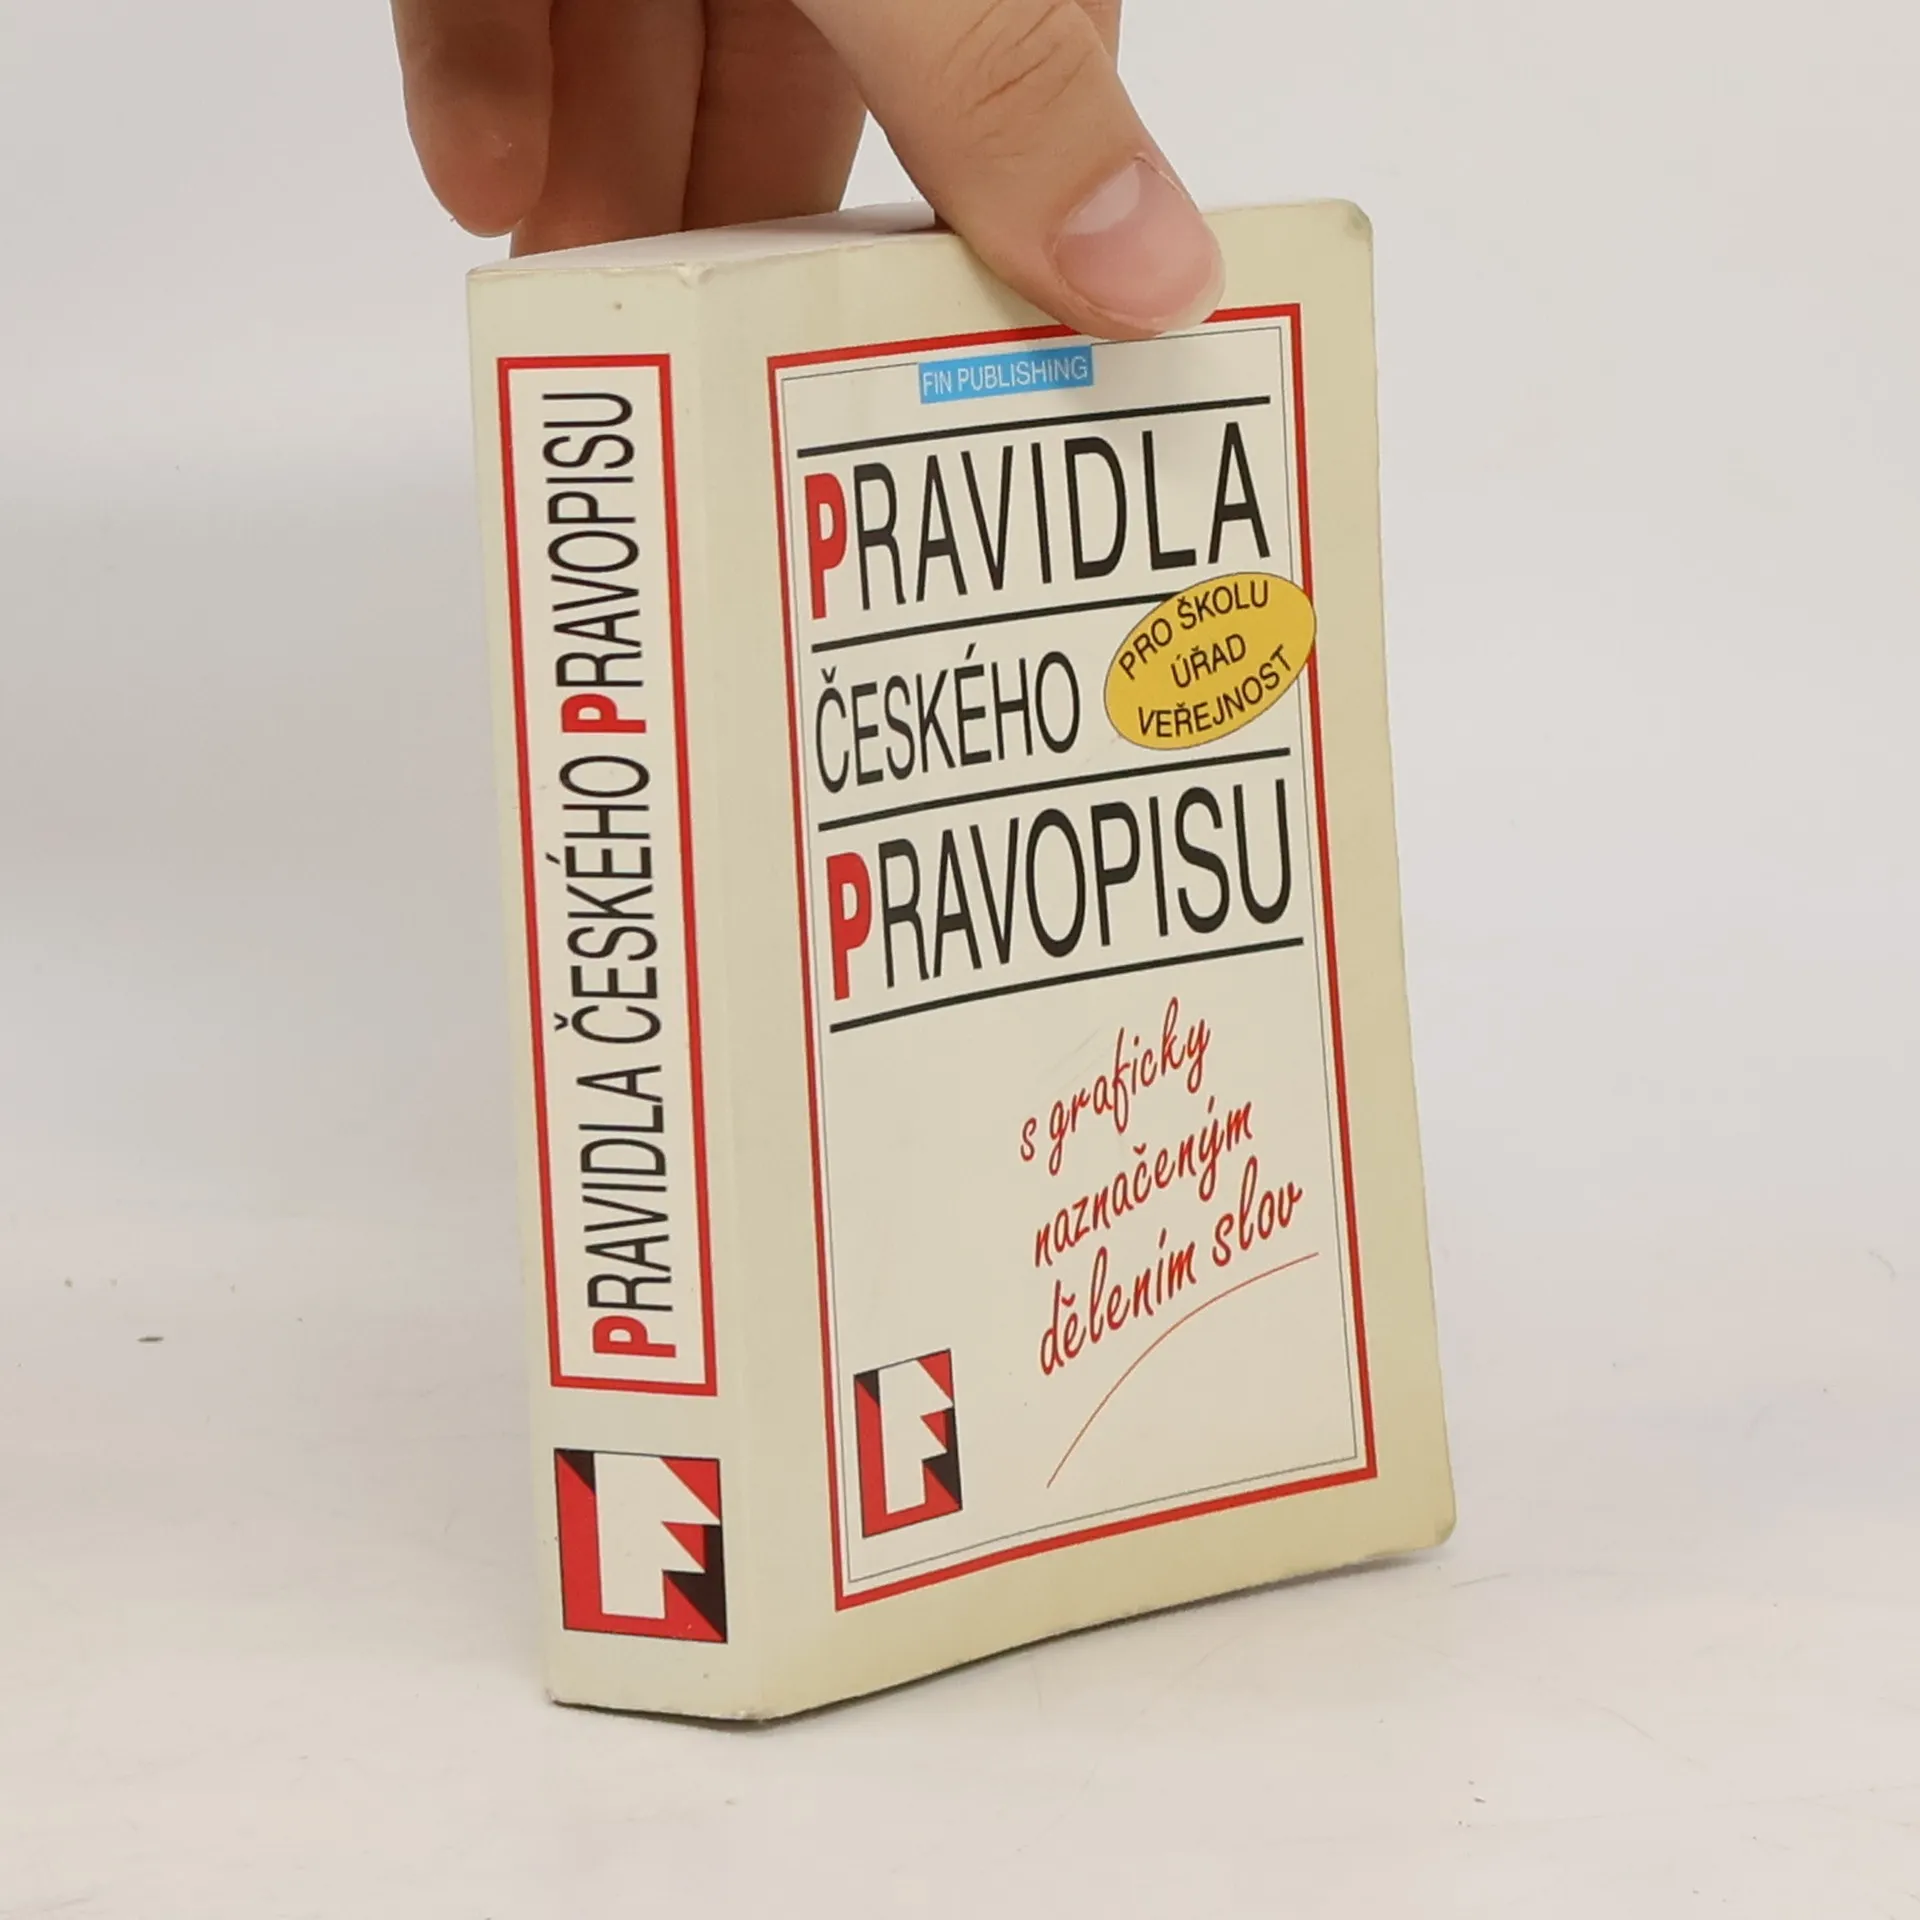 PRAVIDLA ČESKÉHO PRAVOPISU
FIN PUBLISHING
PRAVIDLA
ČESKÉHO
PRO ŠKOLU
ÚŘAD
VEŘEJNOST
PRAVOPISU
s graficky
naznačeným
dělením slov